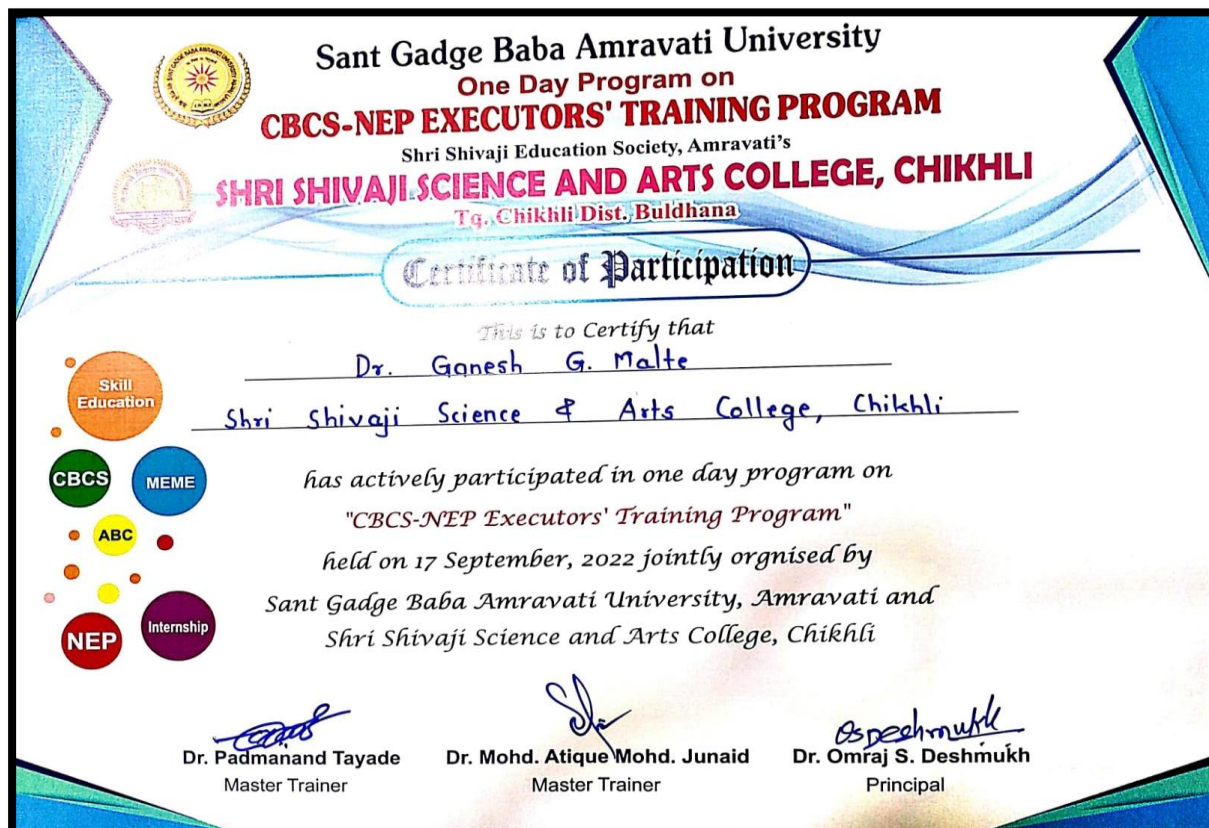 Sant Gadge Baba Amravati University
One Day Program on
CBCS-NEP EXECUTORS' TRAINING PROGRAM
Shri Shivaji Education Society, Amravati's
SHRI SHIVAJI SCIENCE AND ARTS COLLEGE, CHIKHLI
Tq. Chikhli Dist. Buldhana
Certificate of Participation
This is to Certify that
Dr. Ganesh G. Malte
Shri Shivaji Science & Arts College, Chikhli
Skill
Education
CBCS
MEME
ABC
NEP
Internship
has actively participated in one day program on
"CBCS-NEP Executors' Training Program"
held on 17 September, 2022 jointly orgnised by
Sant Gadge Baba Amravati University, Amravati and
Shri Shivaji Science and Arts College, Chikhli
OSDeshmukh
Dr. Padmanand Tayade
Dr. Mohd. Atique Mohd. Junaid
Dr. Omraj S. Deshmukh
Master Trainer
Master Trainer
Principal